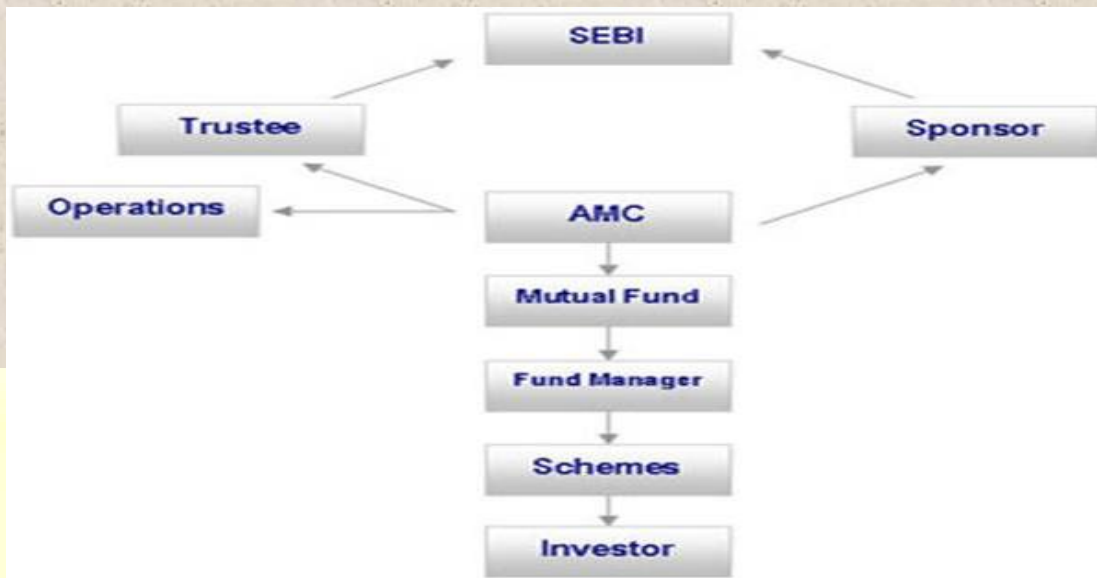 SEBI
Trustee
Sponsor
Operations
AMC
Mutual Fund
Fund Manager
Schemes
Investor